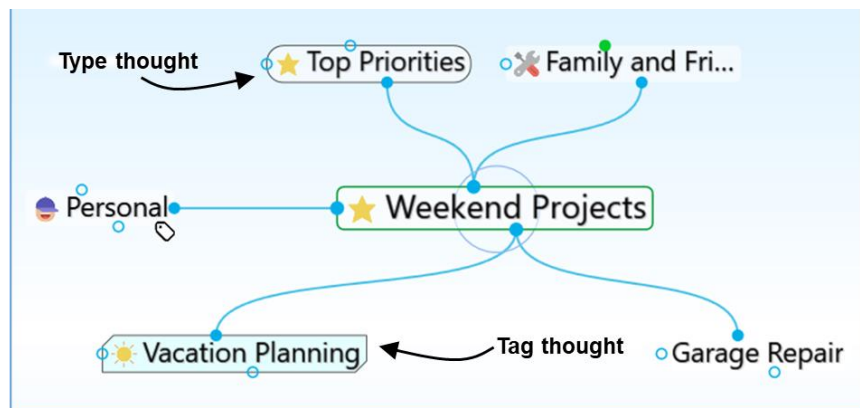 Type thought
Top Priorities
Family and Fri...
Personal
Weekend Projects
Vacation Planning
Tag thought
Garage Repair